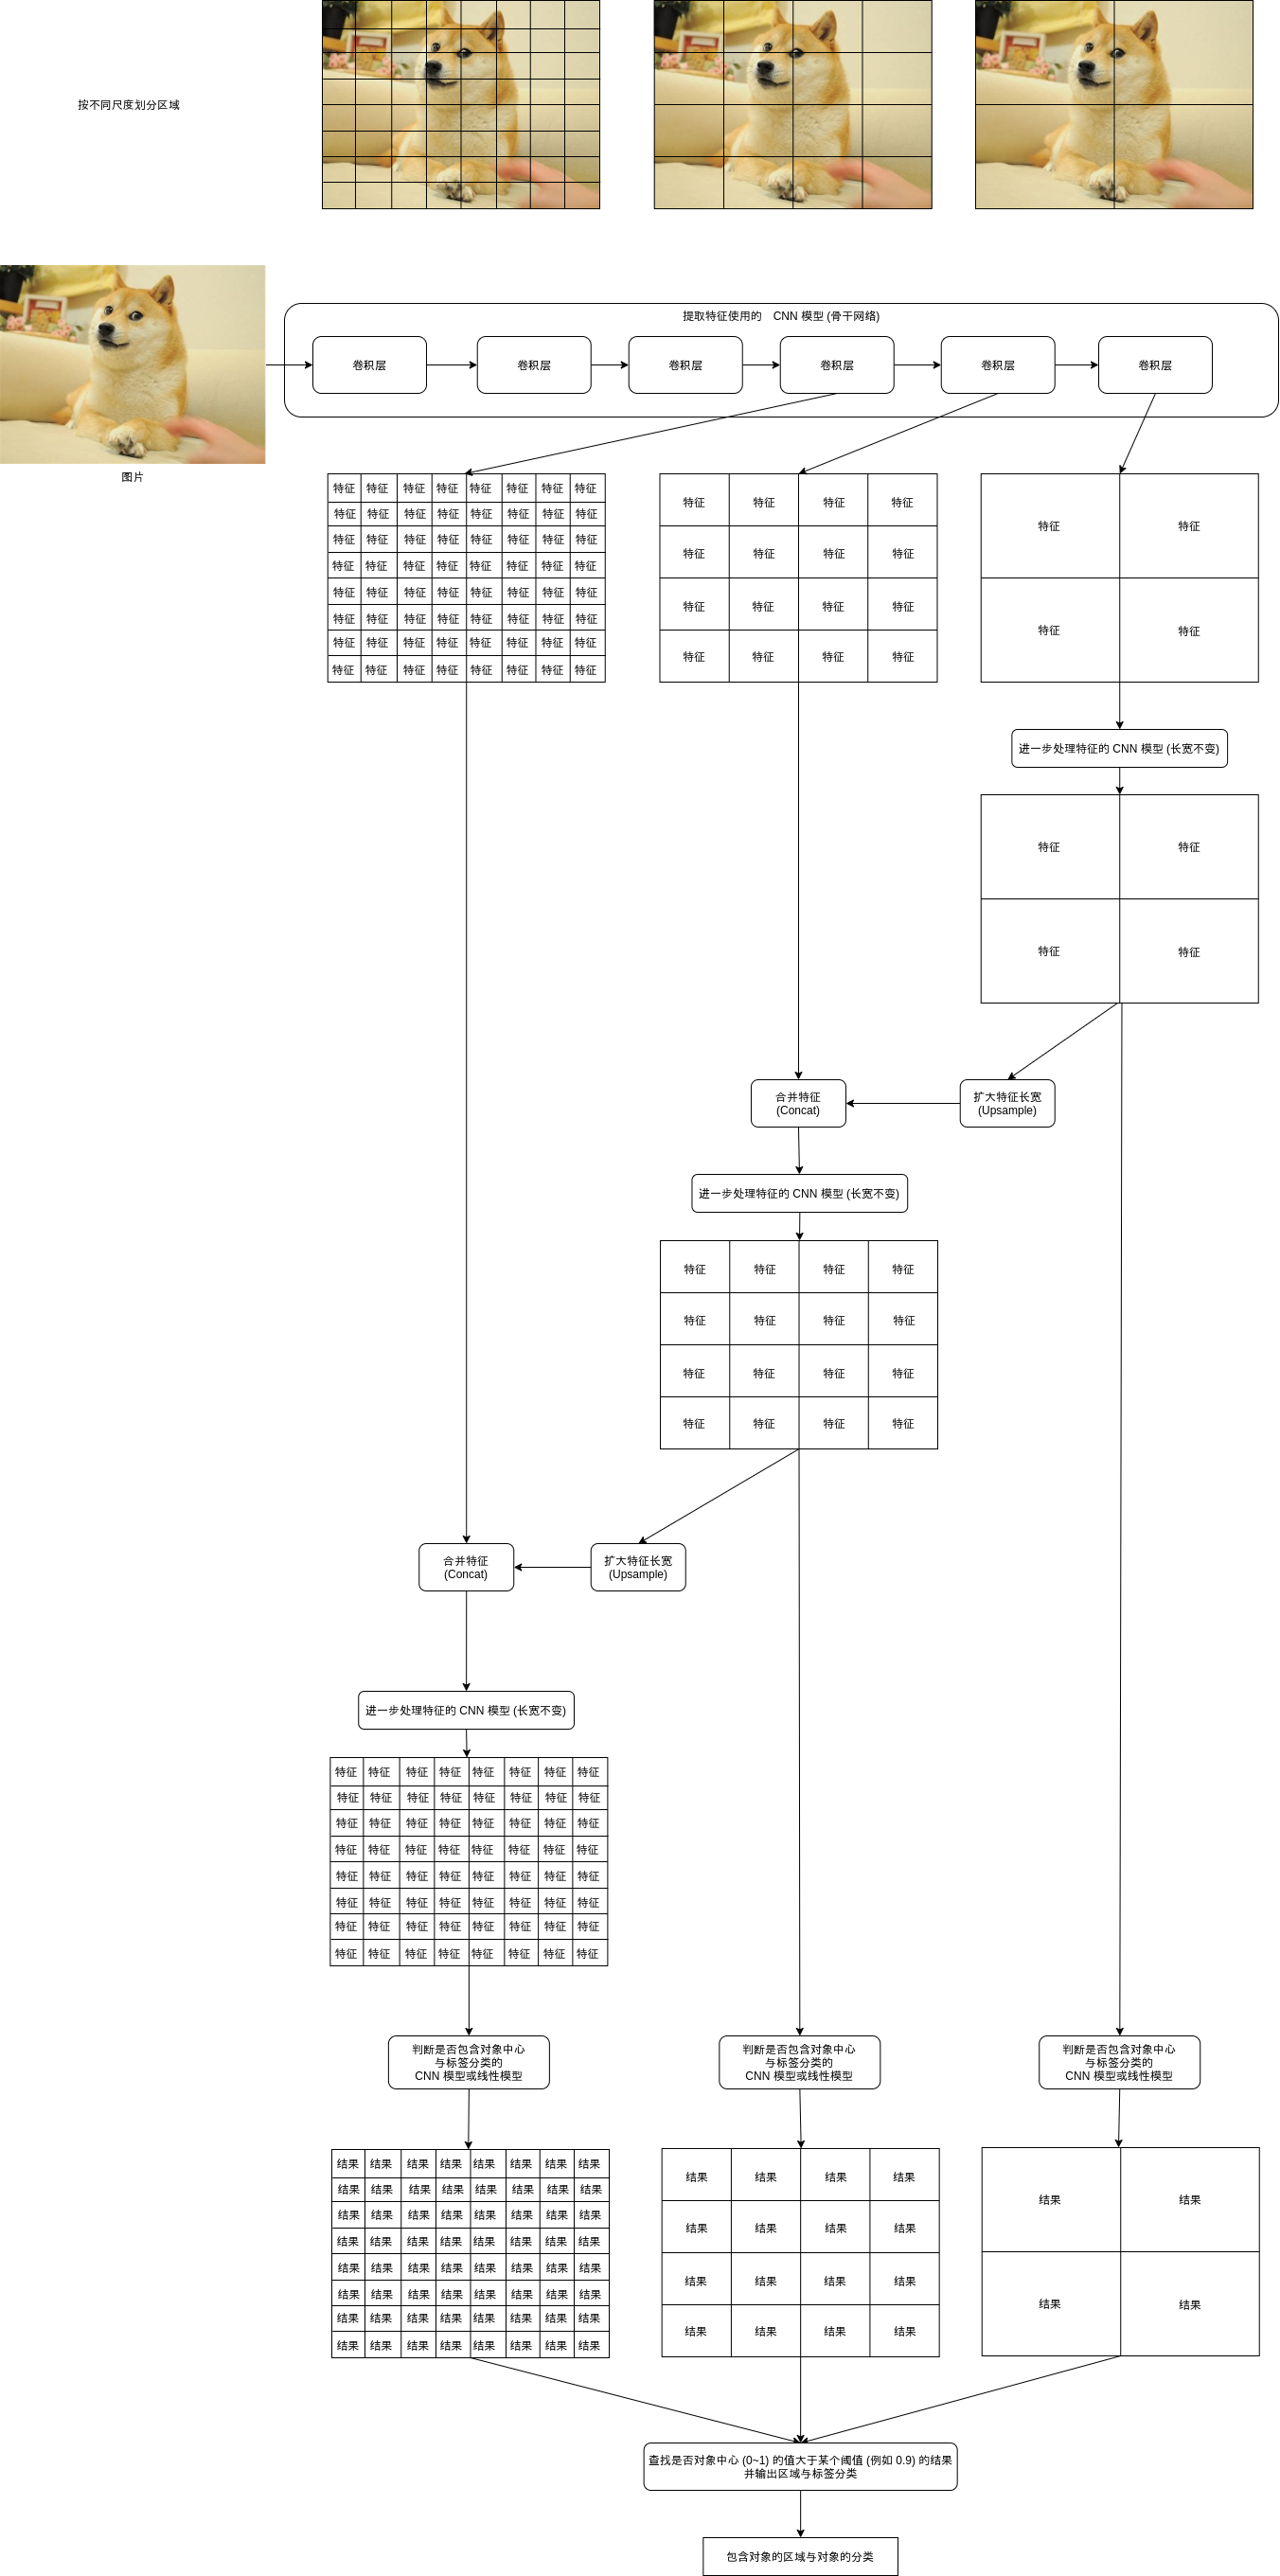 按不同尺度划分区域
提取特征使用的 CNN 模型 (骨干网络)
卷积层 卷积层 卷积层 卷积层 卷积层 卷积层
图片
特征 特征 特征 特征 特征 特征 特征 特征
特征 特征 特征 特征 特征 特征 特征 特征
特征 特征 特征 特征 特征 特征 特征 特征
特征 特征 特征 特征 特征 特征 特征 特征
特征 特征 特征 特征 特征 特征 特征 特征
特征 特征 特征 特征 特征 特征 特征 特征
特征 特征 特征 特征 特征 特征 特征 特征
特征 特征 特征 特征 特征 特征 特征 特征
特征 特征 特征 特征
特征 特征 特征 特征
特征 特征 特征 特征
特征 特征 特征 特征
特征 特征
特征 特征
进一步处理特征的 CNN 模型 (长宽不变)
特征 特征
特征 特征
合并特征
(Concat)
扩大特征长宽
(Upsample)
进一步处理特征的 CNN 模型 (长宽不变)
特征 特征 特征 特征
特征 特征 特征 特征
特征 特征 特征 特征
特征 特征 特征 特征
合并特征
(Concat)
扩大特征长宽
(Upsample)
进一步处理特征的 CNN 模型 (长宽不变)
特征 特征 特征 特征 特征 特征 特征 特征
特征 特征 特征 特征 特征 特征 特征 特征
特征 特征 特征 特征 特征 特征 特征 特征
特征 特征 特征 特征 特征 特征 特征 特征
特征 特征 特征 特征 特征 特征 特征 特征
特征 特征 特征 特征 特征 特征 特征 特征
特征 特征 特征 特征 特征 特征 特征 特征
特征 特征 特征 特征 特征 特征 特征 特征
判断是否包含对象中心
与标签分类的
CNN 模型或线性模型
判断是否包含对象中心
与标签分类的
CNN 模型或线性模型
判断是否包含对象中心
与标签分类的
CNN 模型或线性模型
结果 结果 结果 结果 结果 结果 结果 结果
结果 结果 结果 结果 结果 结果 结果 结果
结果 结果 结果 结果 结果 结果 结果 结果
结果 结果 结果 结果 结果 结果 结果 结果
结果 结果 结果 结果 结果 结果 结果 结果
结果 结果 结果 结果 结果 结果 结果 结果
结果 结果 结果 结果 结果 结果 结果 结果
结果 结果 结果 结果 结果 结果 结果 结果
结果 结果 结果 结果
结果 结果 结果 结果
结果 结果 结果 结果
结果 结果 结果 结果
结果 结果
结果 结果
查找是否对象中心 (0~1) 的值大于某个阈值 (例如 0.9) 的结果
并输出区域与标签分类
包含对象的区域与对象的分类